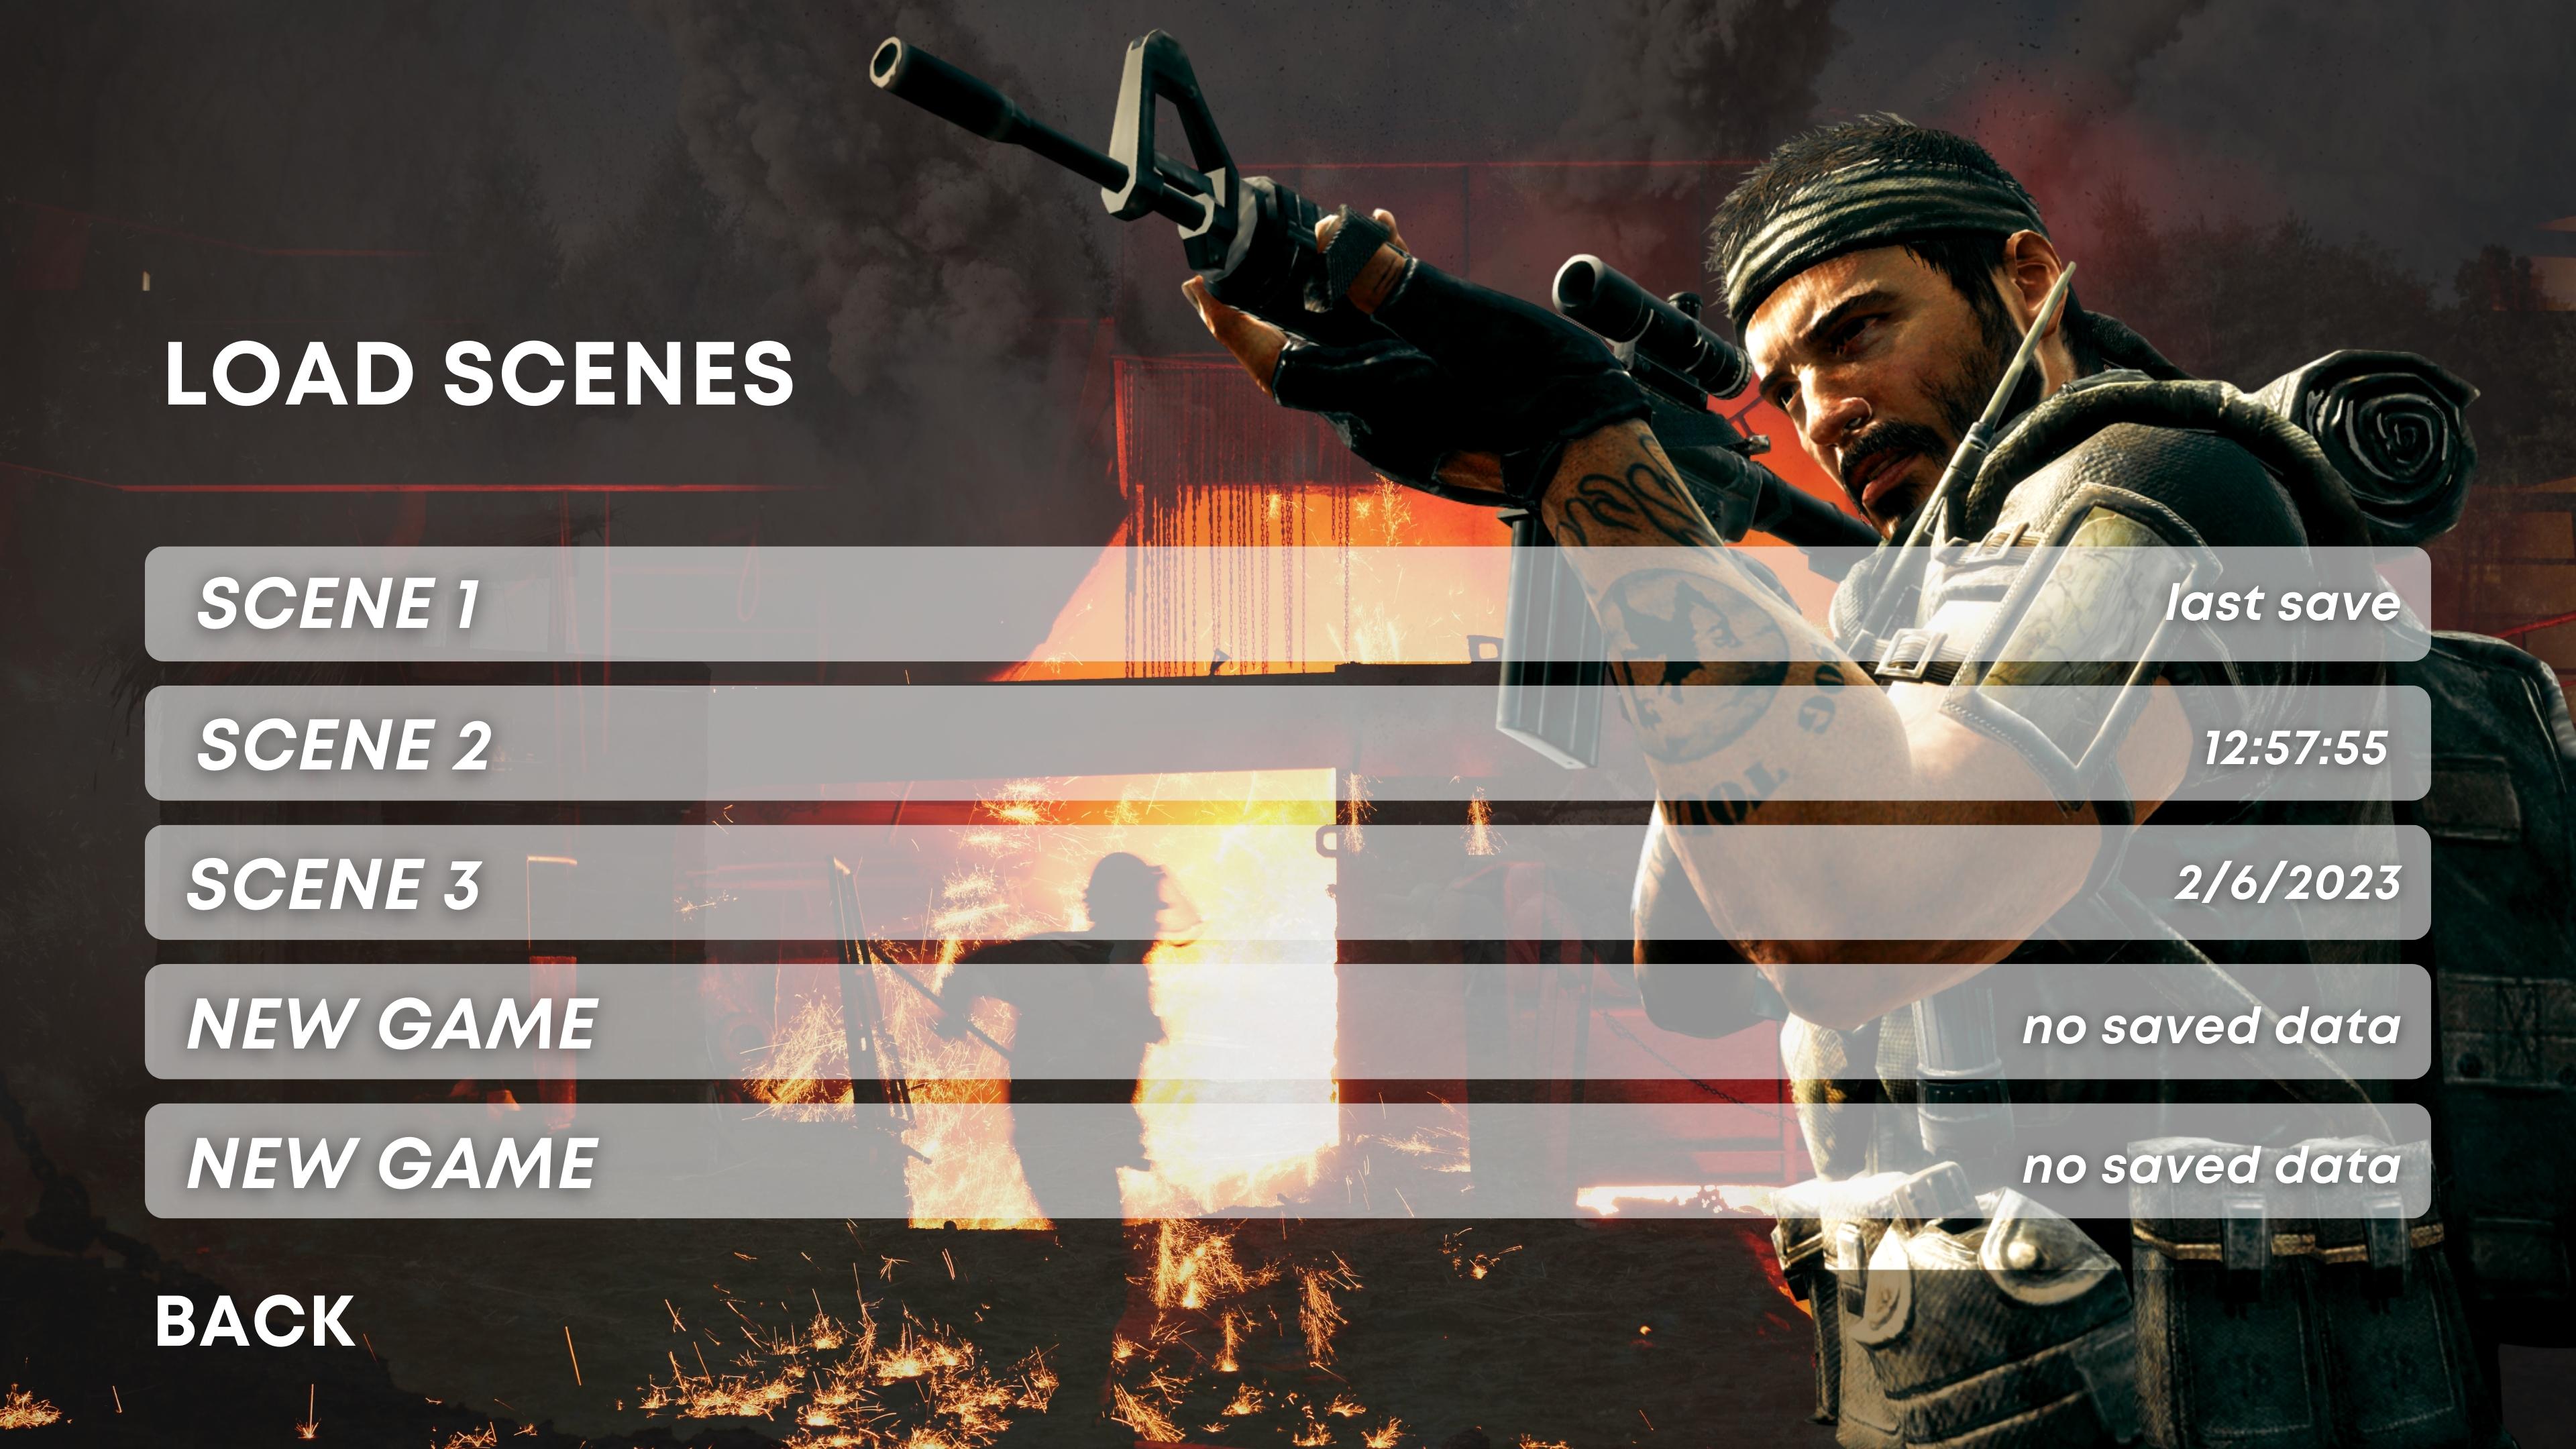 LOAD SCENES
SCENE 1 last save
SCENE 2 12:57:55
SCENE 3 2/6/2023
NEW GAME no saved data
NEW GAME no saved data
BACK